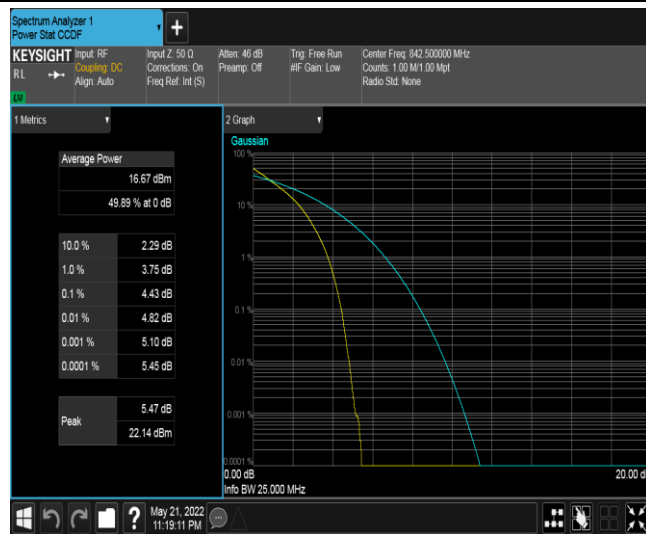 Spectrum Analyzer 1
Power Stat CCDF
+
KEYSIGHT
RL
Input: RF
Coupling: DC
Align: Auto
Input Z: 50 Ω
Corrections: On
Freq Ref: Int (S)
Atten: 46 dB
Preamp: Off
Trig: Free Run
#IF Gain: Low
Center Freq: 842.500000 MHz
Counts: 1.00 M/1.00 Mpt
Radio Std: None
1 Metrics
Average Power
16.67 dBm
49.89 % at 0 dB
10.0 % 2.29 dB
1.0 % 3.75 dB
0.1 % 4.43 dB
0.01 % 4.82 dB
0.001 % 5.10 dB
0.0001 % 5.45 dB
Peak
5.47 dB
22.14 dBm
2 Graph
Gaussian
100 %
10 %
1 %
0.1 %
0.01 %
0.001 %
0.0001 %
0.00 dB
20.00 d
Info BW 25.000 MHz
?
May 21, 2022
11:19:11 PM